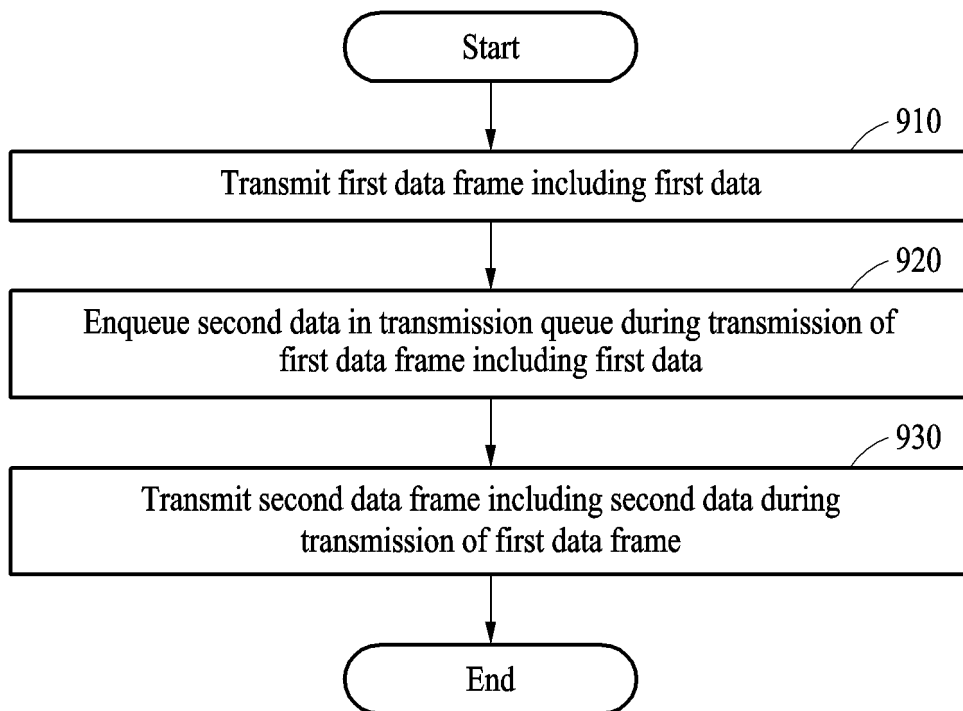 Start
910
Transmit first data frame including first data
920
Enqueue second data in transmission queue during transmission of
first data frame including first data
930
Transmit second data frame including second data during
transmission of first data frame
End